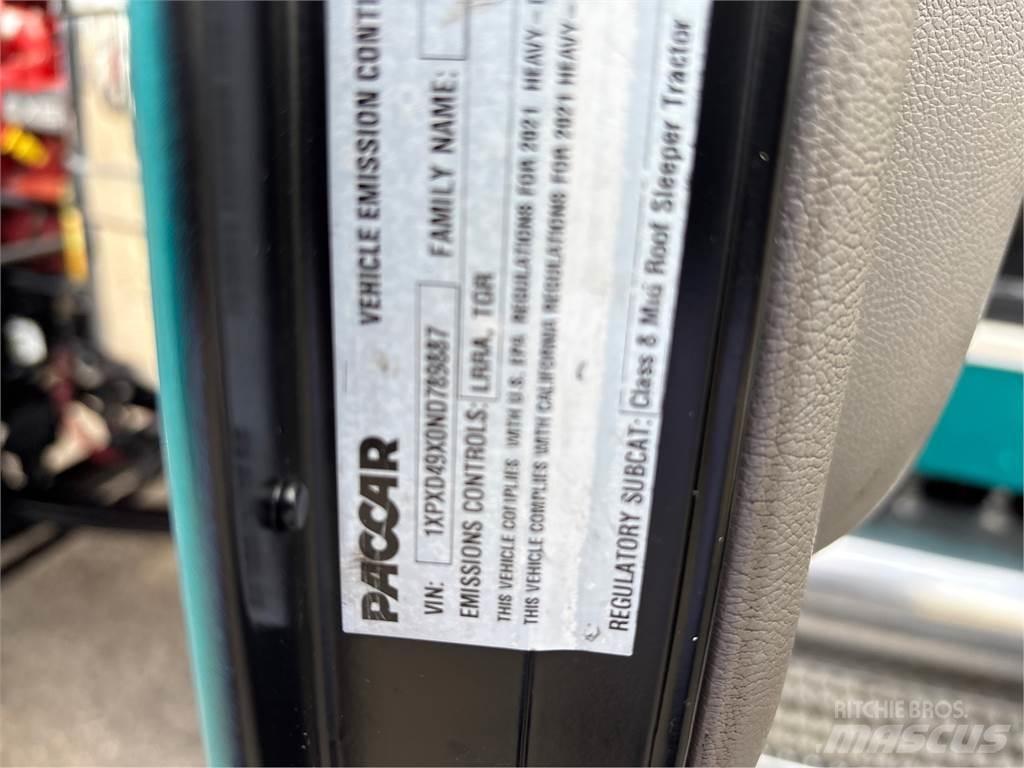 PACCAR VEHICLE EMISSION CONT
VIN: 1XPXD49X0ND789887 FAMILY NAME:
EMISSIONS CONTROLS: LRRA, TGR
THIS VEHICLE COMPLIES WITH U.S. EPA REGULATIONS FOR 2021 HEAVY-
THIS VEHICLE COMPLIES WITH CALIFORNIA REGULATIONS FOR 2021 HEAVY-
REGULATORY SUBCAT: Class 8 Mid Roof Sleeper Tractor
RITCHIE BROS.
MASCUS